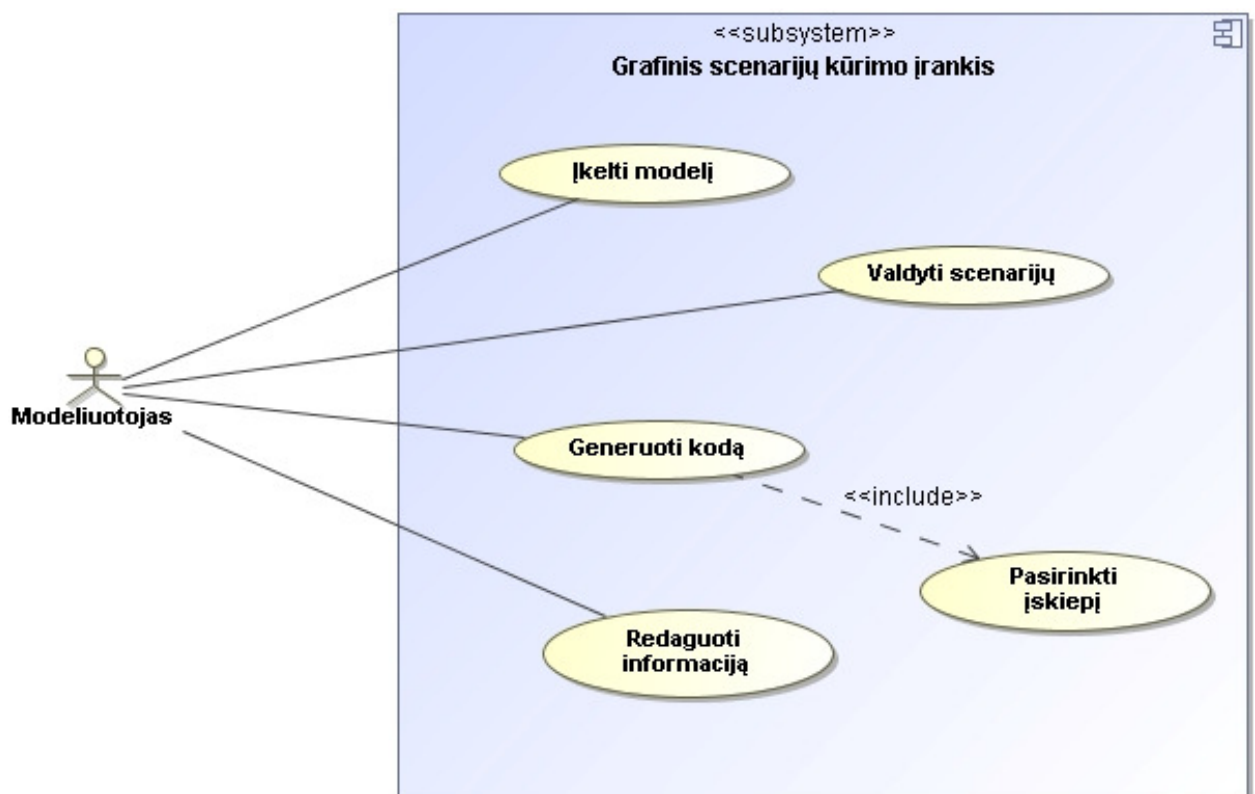 <<subsystem>>
Grafinis scenarijų kūrimo įrankis
Įkelti modelį
Valdyti scenarijų
Modeliuotojas
Generuoti kodą
<<include>>
Pasirinkti
įskiepį
Redaguoti
informaciją